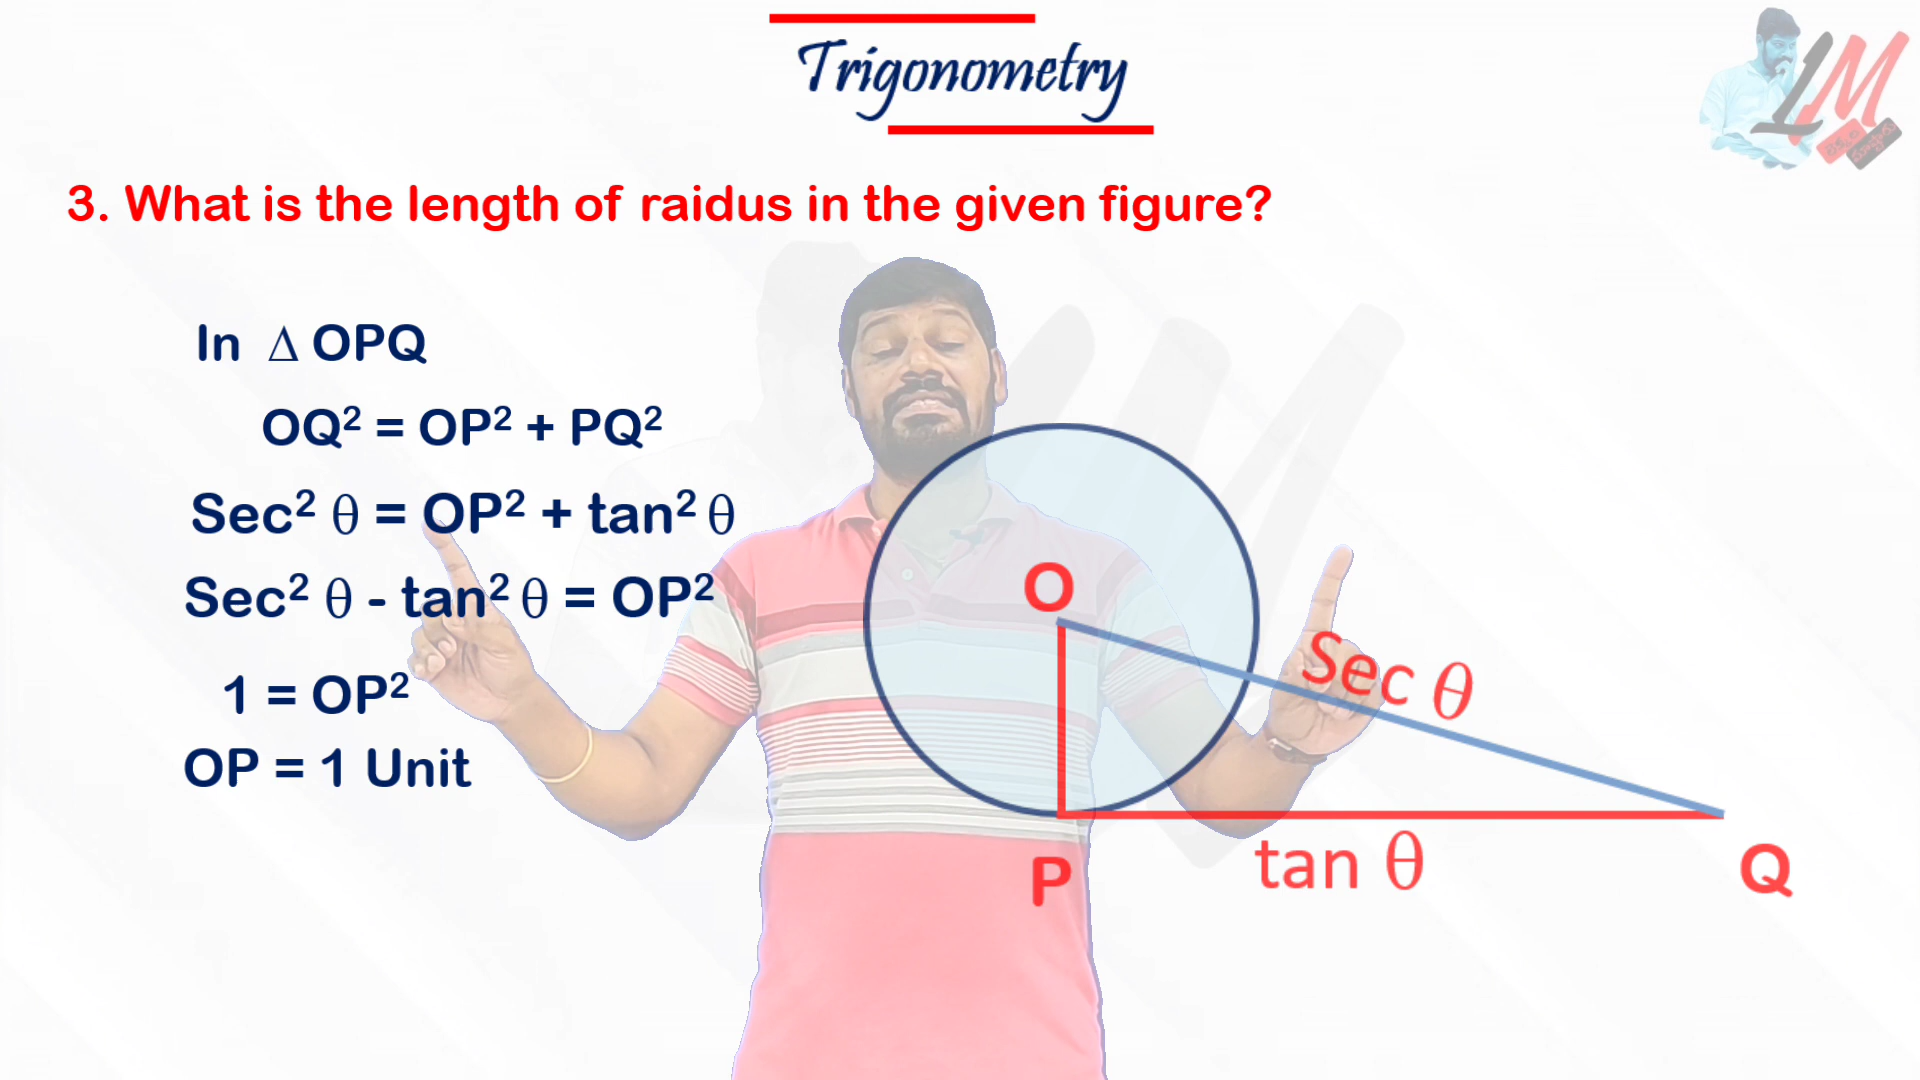 Trigonometry
LM
3. What is the length of raidus in the given figure?
In Δ OPQ
OQ² = OP² + PQ²
Sec² θ = OP² + tan² θ
Sec² θ - tan² θ = OP²
1 = OP²
OP = 1 Unit
O
Sec θ
P
tan θ
Q